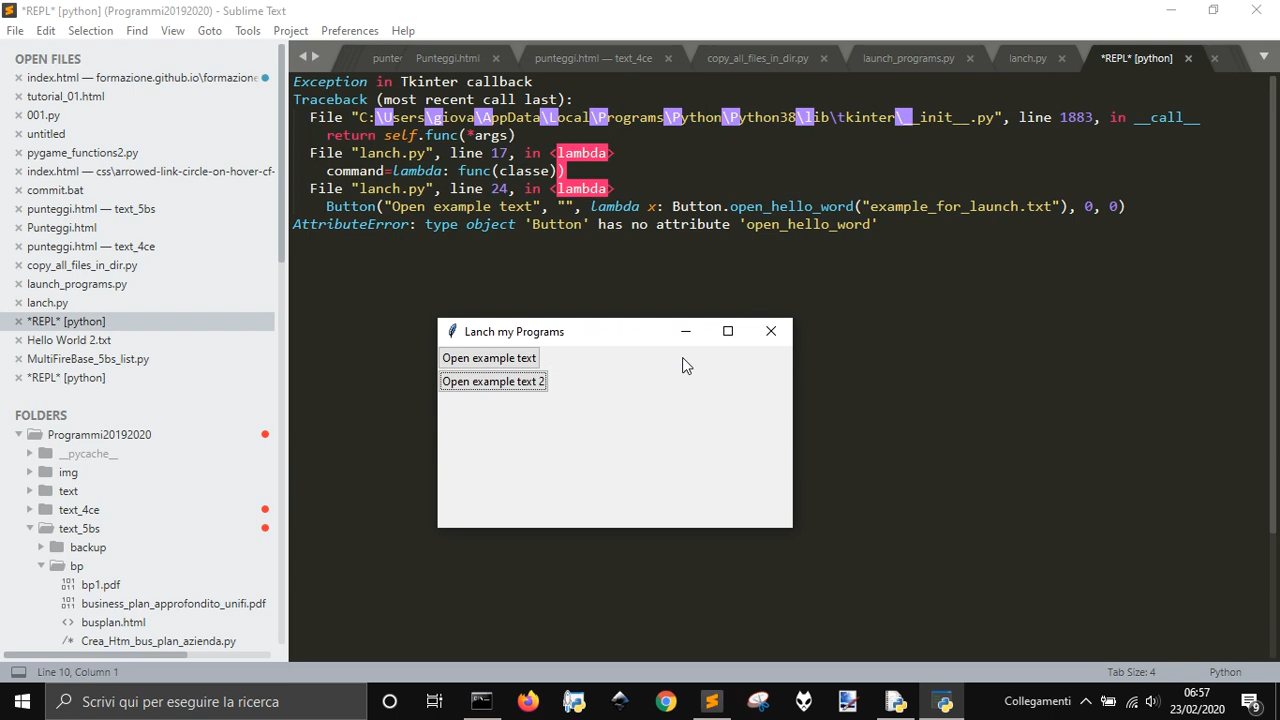 *REPL* [python] (Programmi20192020) - Sublime Text
File Edit Selection Find View Goto Tools Project Preferences Help
OPEN FILES
index.html — formazione.github.io\formazione
tutorial_01.html
001.py
untitled
pygame_functions2.py
index.html — css\arrowed-link-circle-on-hover-cf-
commit.bat
punteggi.html — text_5bs
Punteggi.html
punteggi.html — text_4ce
copy_all_files_in_dir.py
launch_programs.py
lanch.py
*REPL* [python]
Hello World 2.txt
MultiFireBase_5bs_list.py
*REPL* [python]
FOLDERS
Programmi20192020
__pycache__
img
text
text_4ce
text_5bs
backup
bp
bp1.pdf
business_plan_approfondito_unifi.pdf
busplan.html
Crea_Htm_bus_plan_azienda.py
punte Punteggi.html punteggi.html — text_4ce copy_all_files_in_dir.py launch_programs.py lanch.py *REPL* [python]
Exception in Tkinter callback
Traceback (most recent call last):
File "C:\Users\giova\AppData\Local\Programs\Python\Python38\lib\tkinter\__init__.py", line 1883, in __call__
return self.func(*args)
File "lanch.py", line 17, in <lambda>
command=lambda: func(classe))
File "lanch.py", line 24, in <lambda>
Button("Open example text", "", lambda x: Button.open_hello_word("example_for_launch.txt"), 0, 0)
AttributeError: type object 'Button' has no attribute 'open_hello_word'
Lanch my Programs
Open example text
Open example text 2
Line 10, Column 1 Tab Size: 4 Python
Scrivi qui per eseguire la ricerca
Collegamenti
06:57
23/02/2020
9